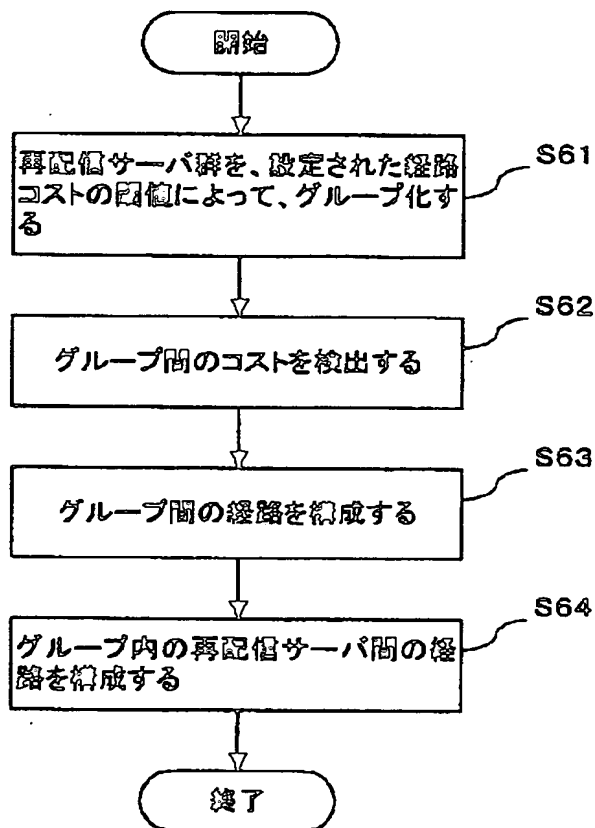 開始
再配信サーバ群を、設定された経路
コストの閾値によって、グループ化す
る
S61
グループ間のコストを検出する
S62
グループ間の経路を構成する
S63
グループ内の再配信サーバ間の経
路を構成する
S64
終了